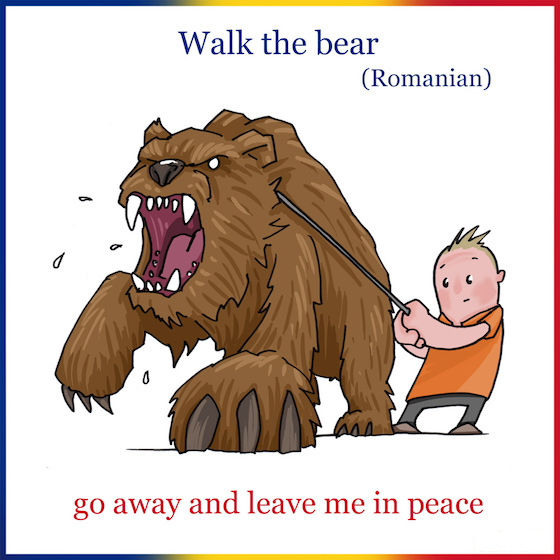 Walk the bear
(Romanian)
go away and leave me in peace